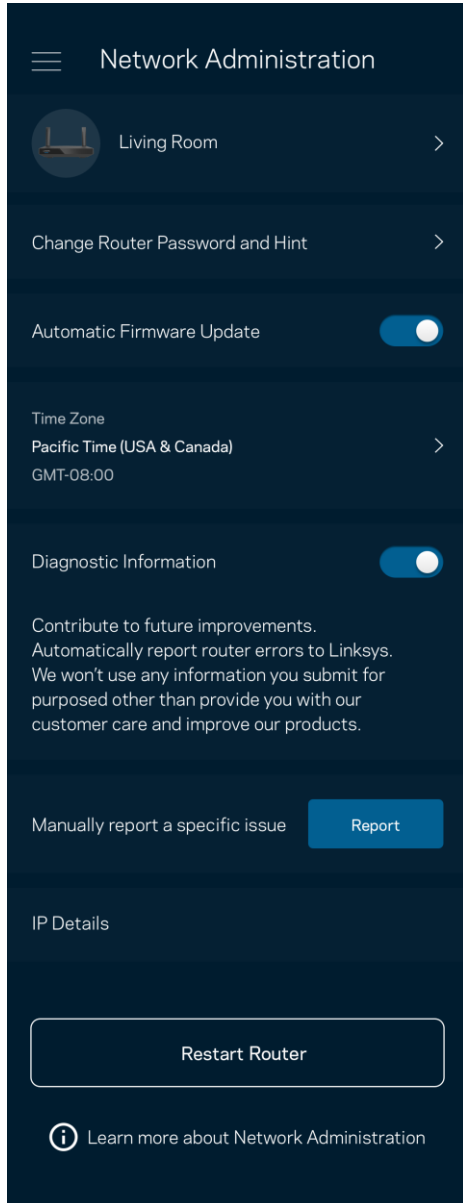 Network Administration
Living Room
Change Router Password and Hint
Automatic Firmware Update
Time Zone
Pacific Time (USA & Canada)
GMT-08:00
Diagnostic Information
Contribute to future improvements.
Automatically report router errors to Linksys.
We won't use any information you submit for
purposed other than provide you with our
customer care and improve our products.
Manually report a specific issue
Report
IP Details
Restart Router
Learn more about Network Administration